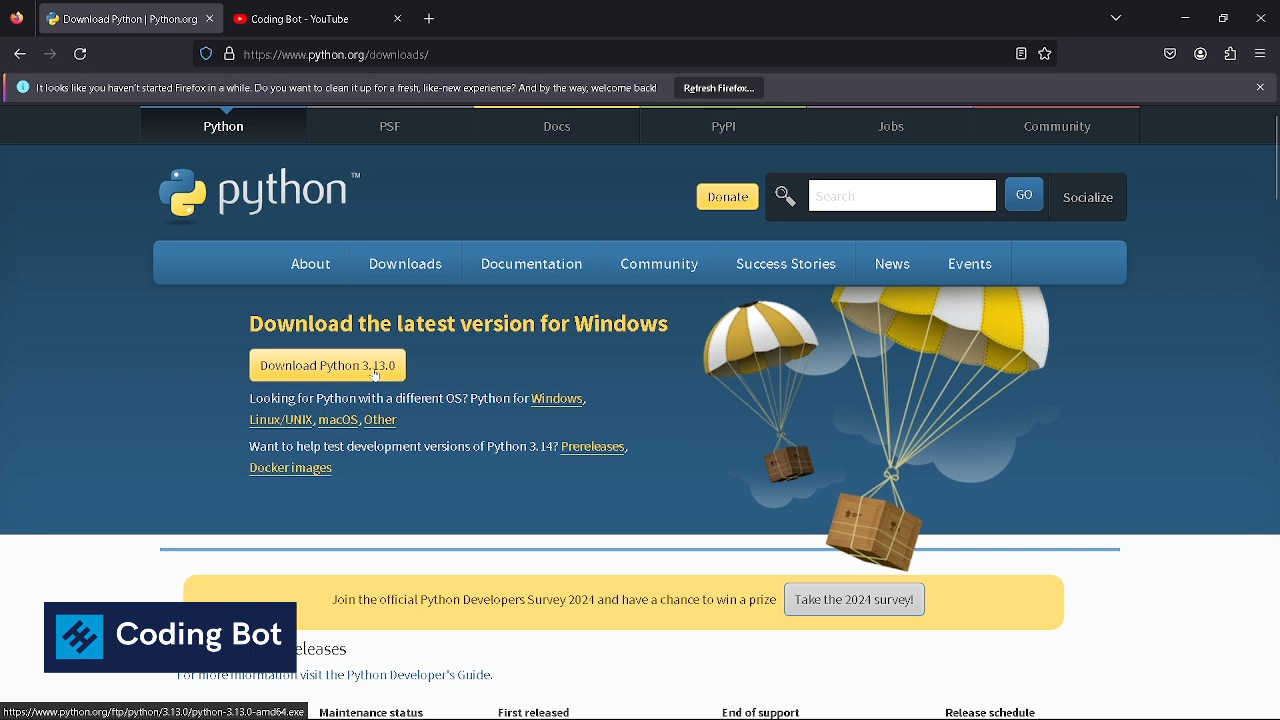 Download Python | Python.org
Coding Bot - YouTube
https://www.python.org/downloads/
It looks like you haven't started Firefox in a while. Do you want to clean it up for a fresh, like-new experience? And by the way, welcome back!
Refresh Firefox...
Python
PSF
Docs
PyPI
Jobs
Community
python™
Donate
Search
GO
Socialize
About
Downloads
Documentation
Community
Success Stories
News
Events
Download the latest version for Windows
Download Python 3.13.0
Looking for Python with a different OS? Python for Windows,
Linux/UNIX, macOS, Other
Want to help test development versions of Python 3.14? Prereleases,
Docker images
Join the official Python Developers Survey 2024 and have a chance to win a prize
Take the 2024 survey!
Coding Bot
eleases
For more information visit the Python Developer's Guide.
https://www.python.org/ftp/python/3.13.0/python-3.13.0-amd64.exe
Maintenance status
First released
End of support
Release schedule